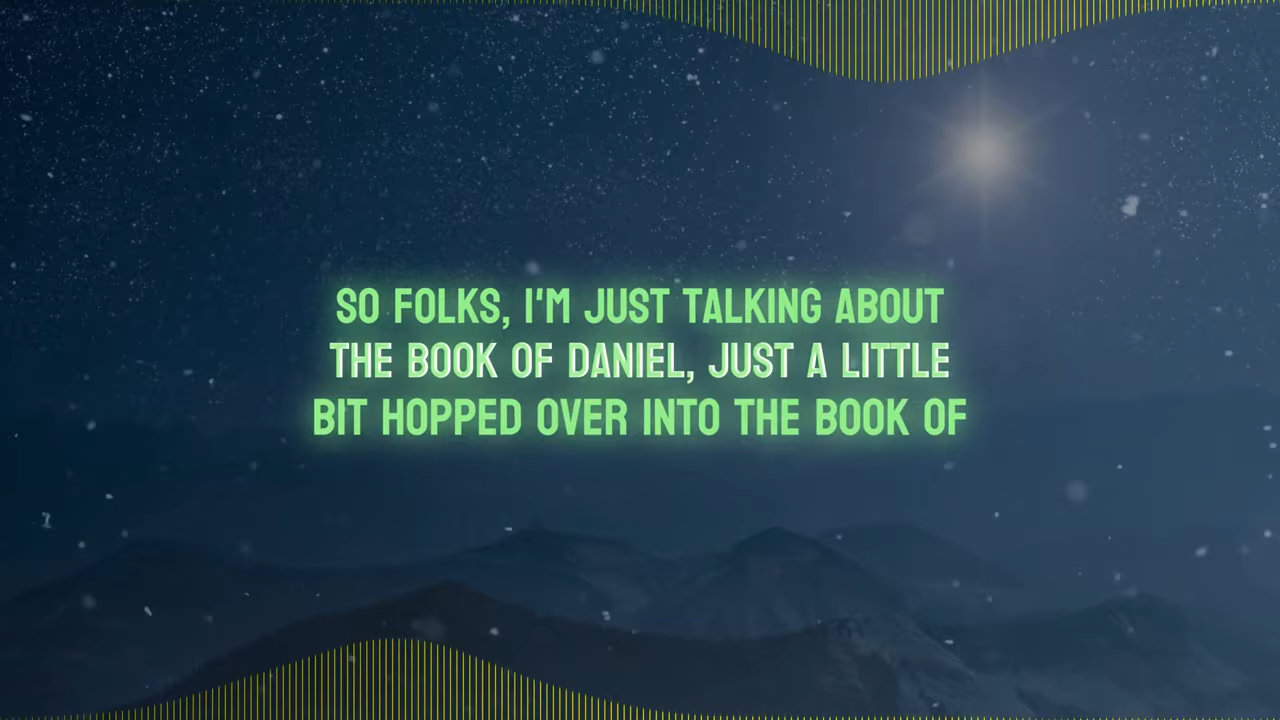 SO FOLKS, I'M JUST TALKING ABOUT
THE BOOK OF DANIEL, JUST A LITTLE
BIT HOPPED OVER INTO THE BOOK OF